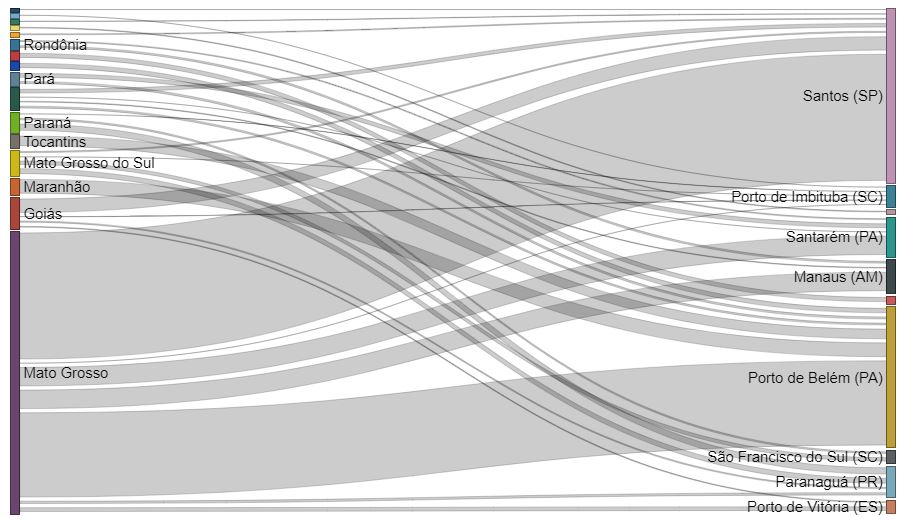 Rondônia
Pará
Paraná
Tocantins
Mato Grosso do Sul
Maranhão
Goiás
Mato Grosso
Santos (SP)
Porto de Imbituba (SC)
Santarém (PA)
Manaus (AM)
Porto de Belém (PA)
São Francisco do Sul (SC)
Paranaguá (PR)
Porto de Vitória (ES)